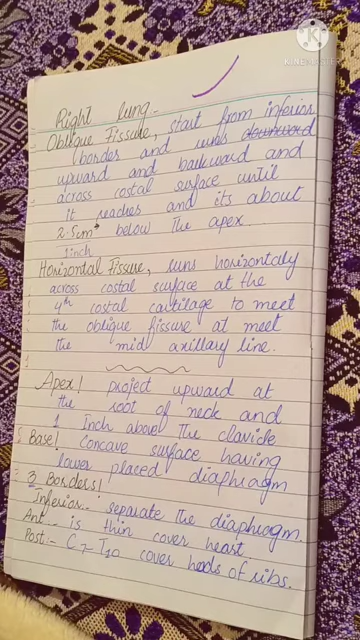 KINEMASTER
Right lung-
Oblique Fissure, start from inferior
border and runs downward
upward and backward and
across costal surface until
it reaches and its about
2.5cm below the apex.
1inch
Horizontal Fissure, runs horizontaly
across costal surface at the
4th costal cartilage to meet
the oblique fissure at meet
the mid axillary line.
Apex! project upward at
the root of neck and
1 Inch above the clavide
Base! Concave surface having
lower placed diaphragm
3 Borders!
Inferior.. separate the diaphragm.
Ant.. is thin cover heart
Post:- C7-T10 cover heads of ribs.